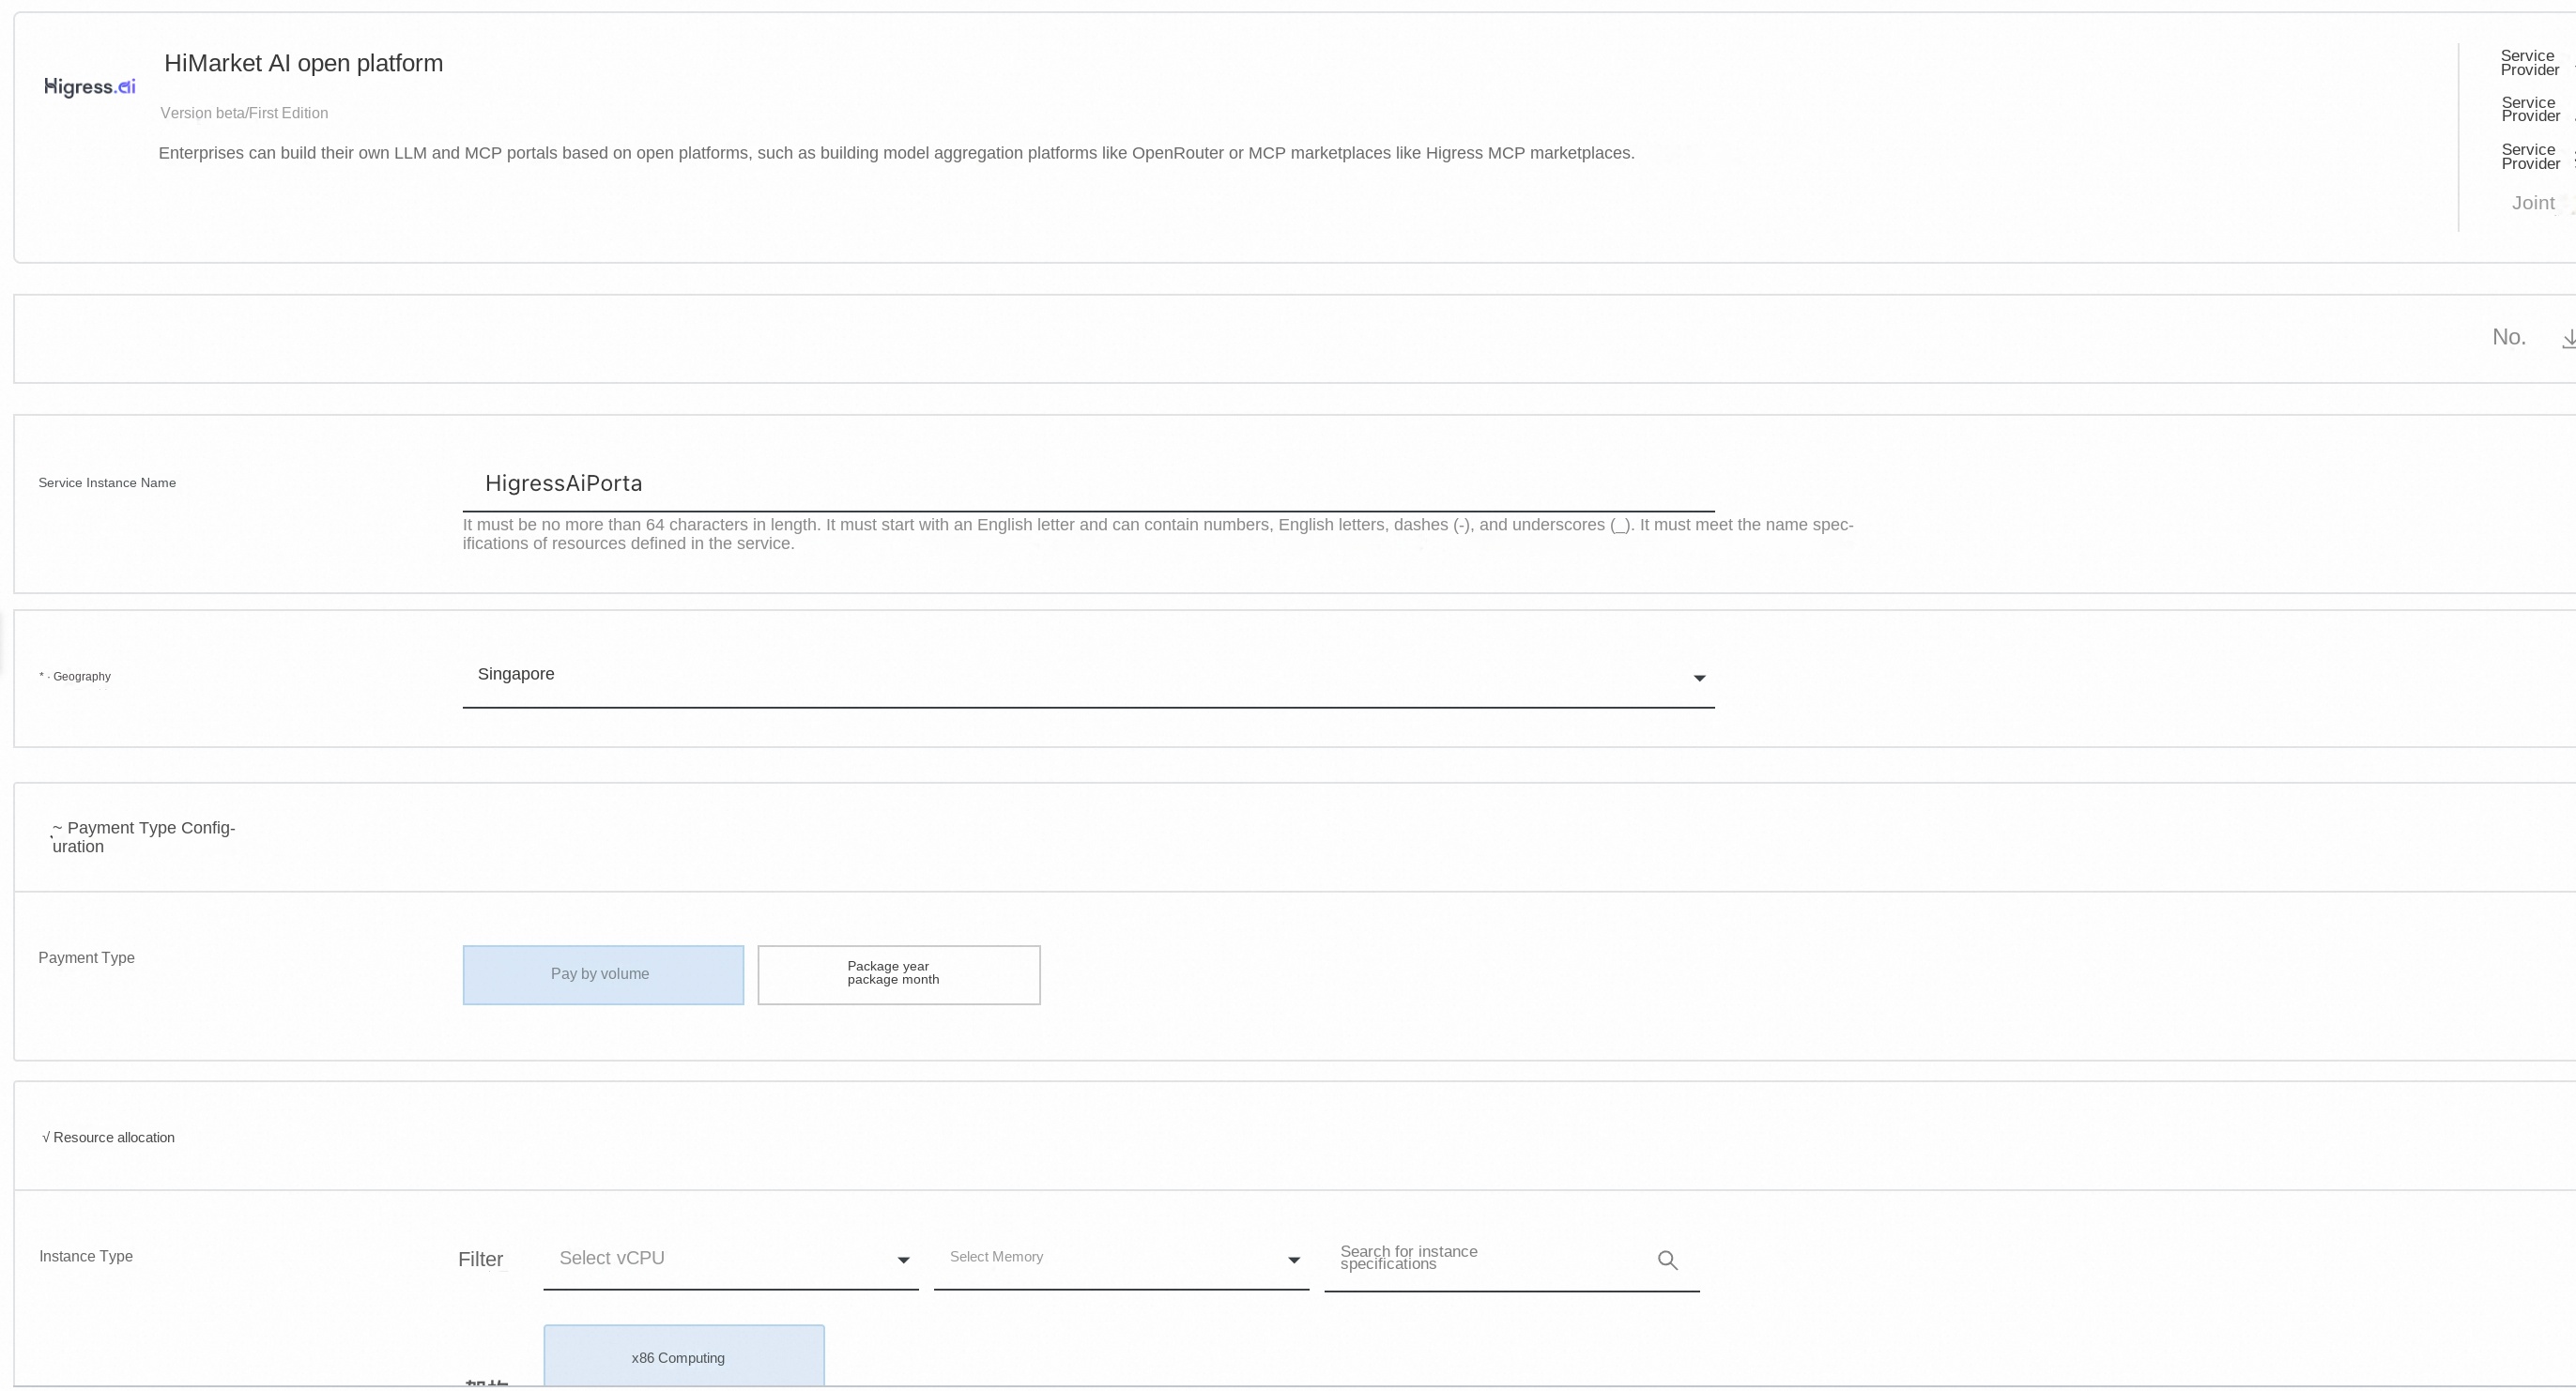 Higress.ai
HiMarket AI open platform
Version beta/First Edition
Enterprises can build their own LLM and MCP portals based on open platforms, such as building model aggregation platforms like OpenRouter or MCP marketplaces like Higress MCP marketplaces.
Service
Provider
Service
Provider
Service
Provider
Joint
No.
Service Instance Name
HigressAiPorta
It must be no more than 64 characters in length. It must start with an English letter and can contain numbers, English letters, dashes (-), and underscores (_). It must meet the name spec-
ifications of resources defined in the service.
* · Geography
Singapore
~ Payment Type Config-
uration
Payment Type
Pay by volume
Package year
package month
√ Resource allocation
Instance Type
Filter
Select vCPU
Select Memory
Search for instance
specifications
x86 Computing